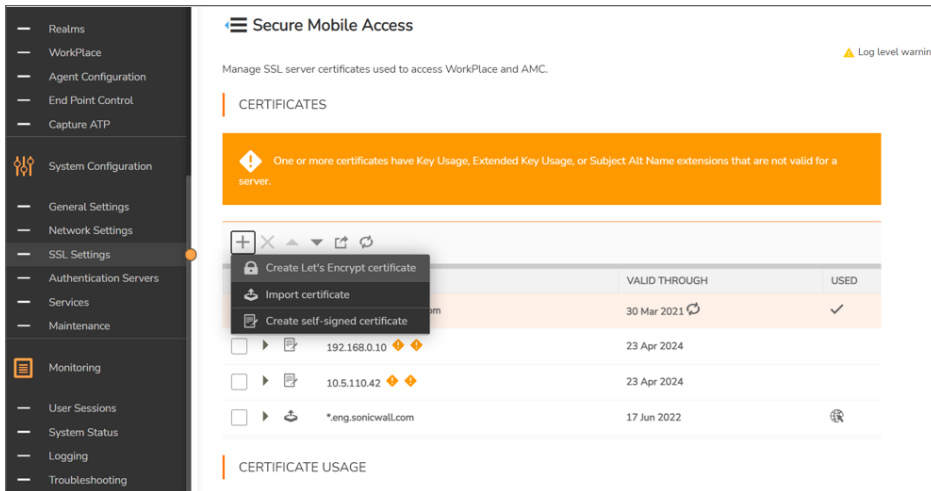 Realms
WorkPlace
Agent Configuration
End Point Control
Capture ATP
System Configuration
General Settings
Network Settings
SSL Settings
Authentication Servers
Services
Maintenance
Monitoring
User Sessions
System Status
Logging
Troubleshooting
Secure Mobile Access
Log level warnin
Manage SSL server certificates used to access WorkPlace and AMC.
CERTIFICATES
One or more certificates have Key Usage, Extended Key Usage, or Subject Alt Name extensions that are not valid for a
server.
Create Let's Encrypt certificate
Import certificate
Create self-signed certificate
VALID THROUGH USED
om 30 Mar 2021
192.168.0.10 23 Apr 2024
10.5.110.42 23 Apr 2024
*.eng.sonicwall.com 17 Jun 2022
CERTIFICATE USAGE